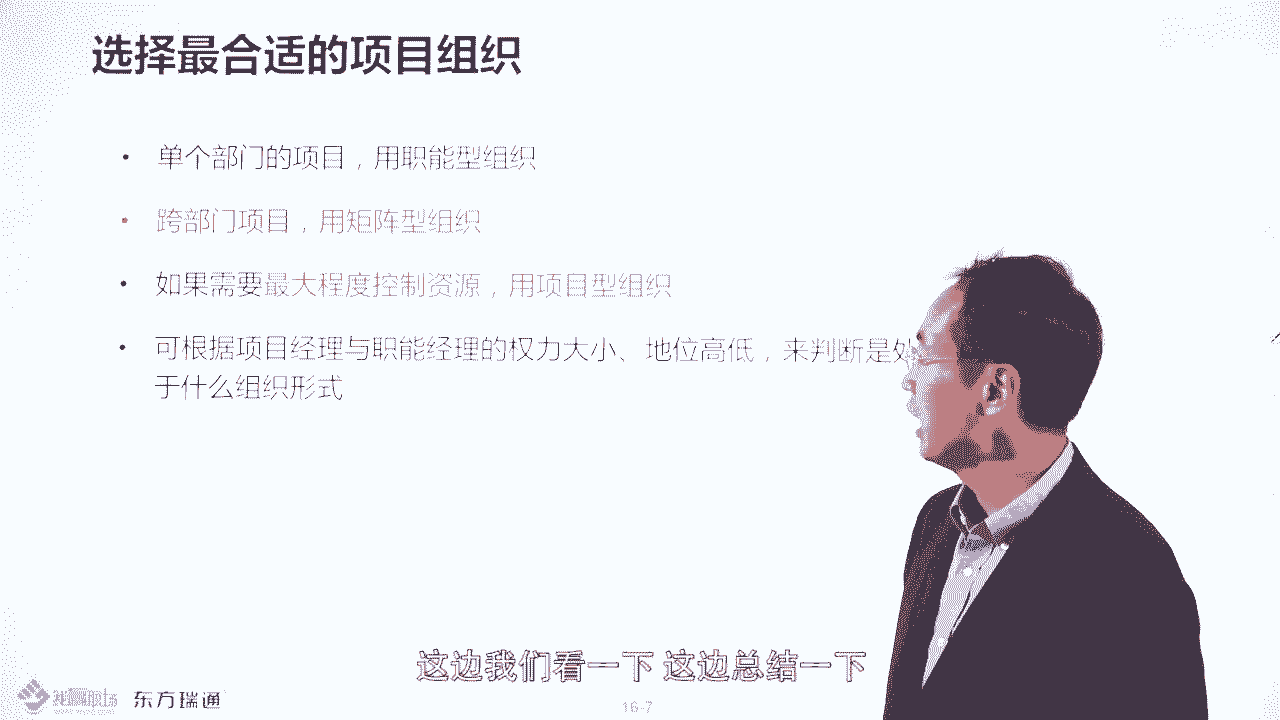 选择最合适的项目组织
• 单个部门的项目，用职能型组织
• 跨部门项目，用矩阵型组织
• 如果需要最大程度控制资源，用项目型组织
• 可根据项目经理与职能经理的权力大小、地位高低，来判断是处
于什么组织形式
这边我们看一下 这边总结一下
东方瑞通
16-7